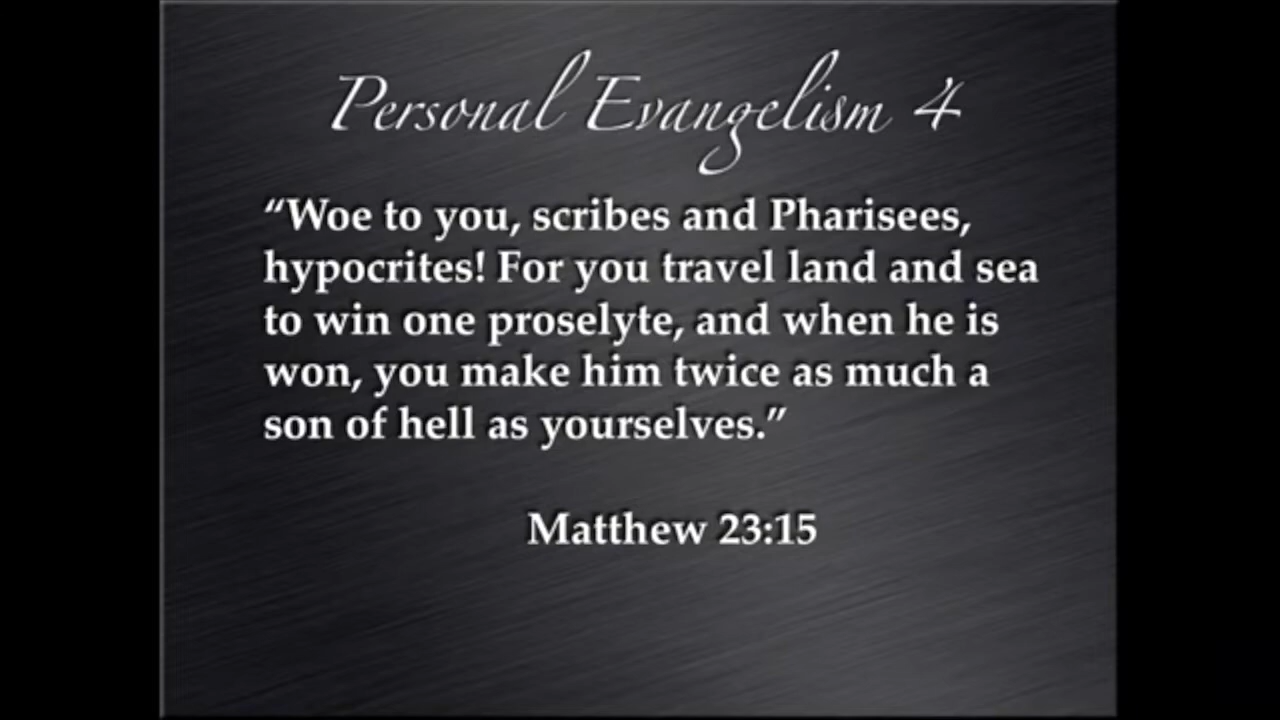 Personal Evangelism 4
“Woe to you, scribes and Pharisees,
hypocrites! For you travel land and sea
to win one proselyte, and when he is
won, you make him twice as much a
son of hell as yourselves.”
Matthew 23:15